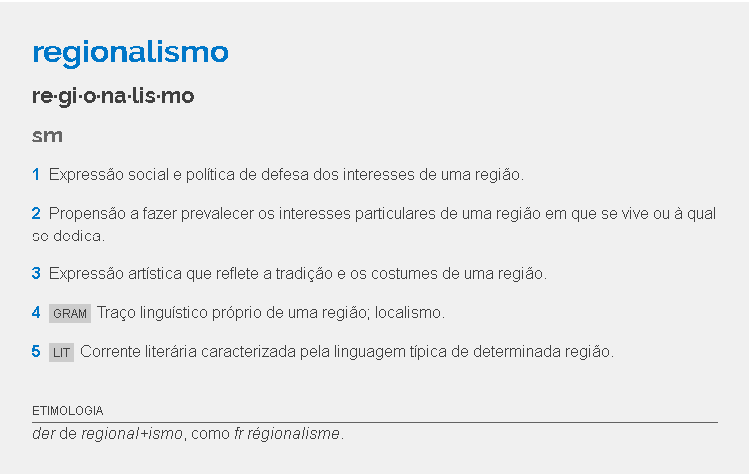 regionalismo
re·gi·o·na·lis·mo
sm
1 Expressão social e política de defesa dos interesses de uma região.
2 Propensão a fazer prevalecer os interesses particulares de uma região em que se vive ou à qual
se dedica.
3 Expressão artística que reflete a tradição e os costumes de uma região.
4 GRAM Traço linguístico próprio de uma região; localismo.
5 LIT Corrente literária caracterizada pela linguagem típica de determinada região.
ETIMOLOGIA
der de regional+ismo, como fr régionalisme.